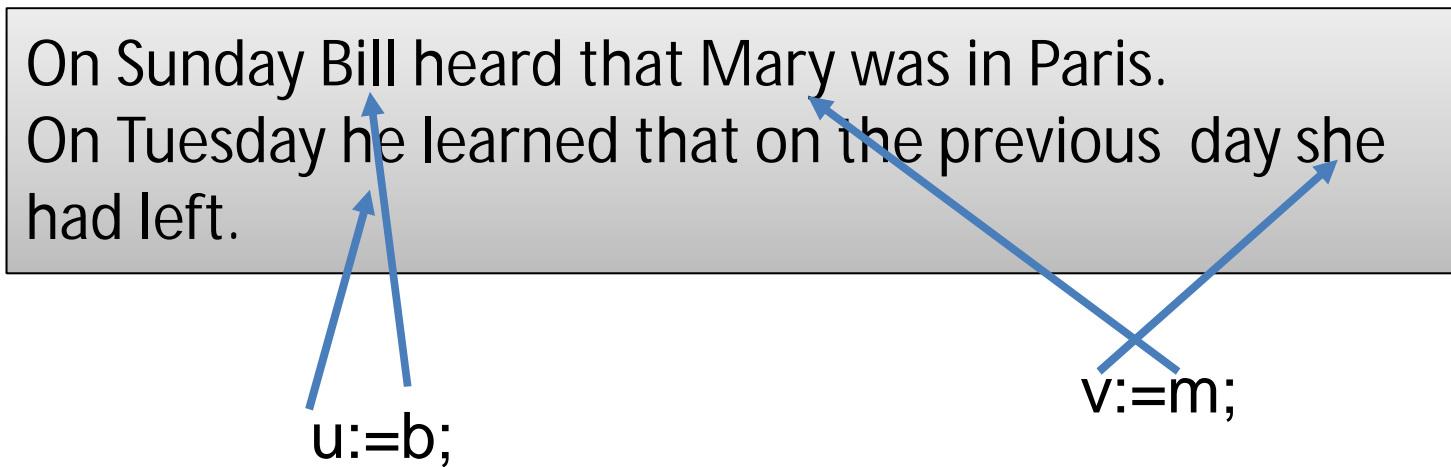 On Sunday Bill heard that Mary was in Paris.
On Tuesday he learned that on the previous day she
had left.
u:=b;
v:=m;